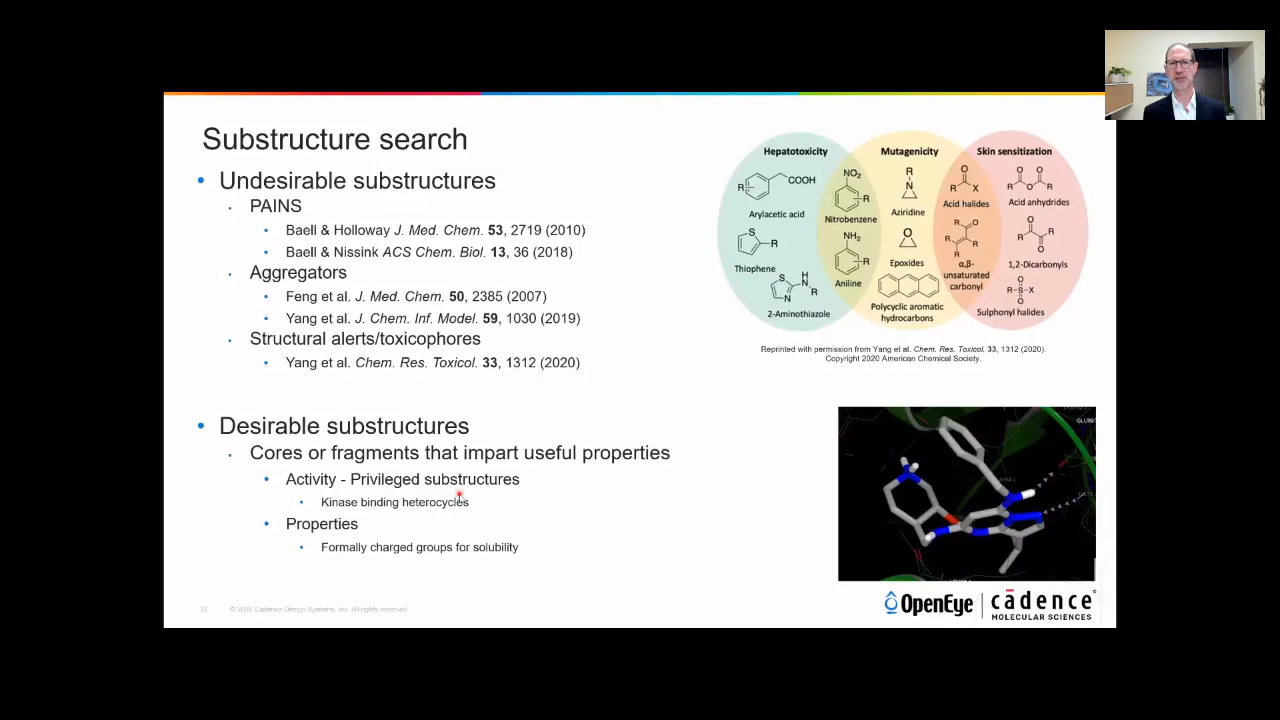 Substructure search
• Undesirable substructures
• PAINS
• Baell & Holloway J. Med. Chem. 53, 2719 (2010)
• Baell & Nissink ACS Chem. Biol. 13, 36 (2018)
• Aggregators
• Feng et al. J. Med. Chem. 50, 2385 (2007)
• Yang et al. J. Chem. Inf. Model. 59, 1030 (2019)
• Structural alerts/toxicophores
• Yang et al. Chem. Res. Toxicol. 33, 1312 (2020)
• Desirable substructures
• Cores or fragments that impart useful properties
• Activity - Privileged substructures
• Kinase binding heterocycles
• Properties
• Formally charged groups for solubility
Hepatotoxicity
R
COOH
Arylacetic acid
S
R
Thiophene
S
N
H
N
R
2-Aminothiazole
NO2
R
Nitrobenzene
NH2
R
Aniline
Mutagenicity
R
N
Aziridine
O
Epoxides
Polycyclic aromatic
hydrocarbons
O
R X
Acid halides
R
O
R
R
α,β-
unsaturated
carbonyl
Skin sensitization
O O
R O R
Acid anhydrides
O
R
R
O
1,2-Dicarbonyls
O
R-S-X
O
Sulphonyl halides
Reprinted with permission from Yang et al. Chem. Res. Toxicol. 33, 1312 (2020).
Copyright 2020 American Chemical Society.
32
Cadence Design Systems, Inc. All rights reserved.
OpenEye
cādence®
MOLECULAR SCIENCES